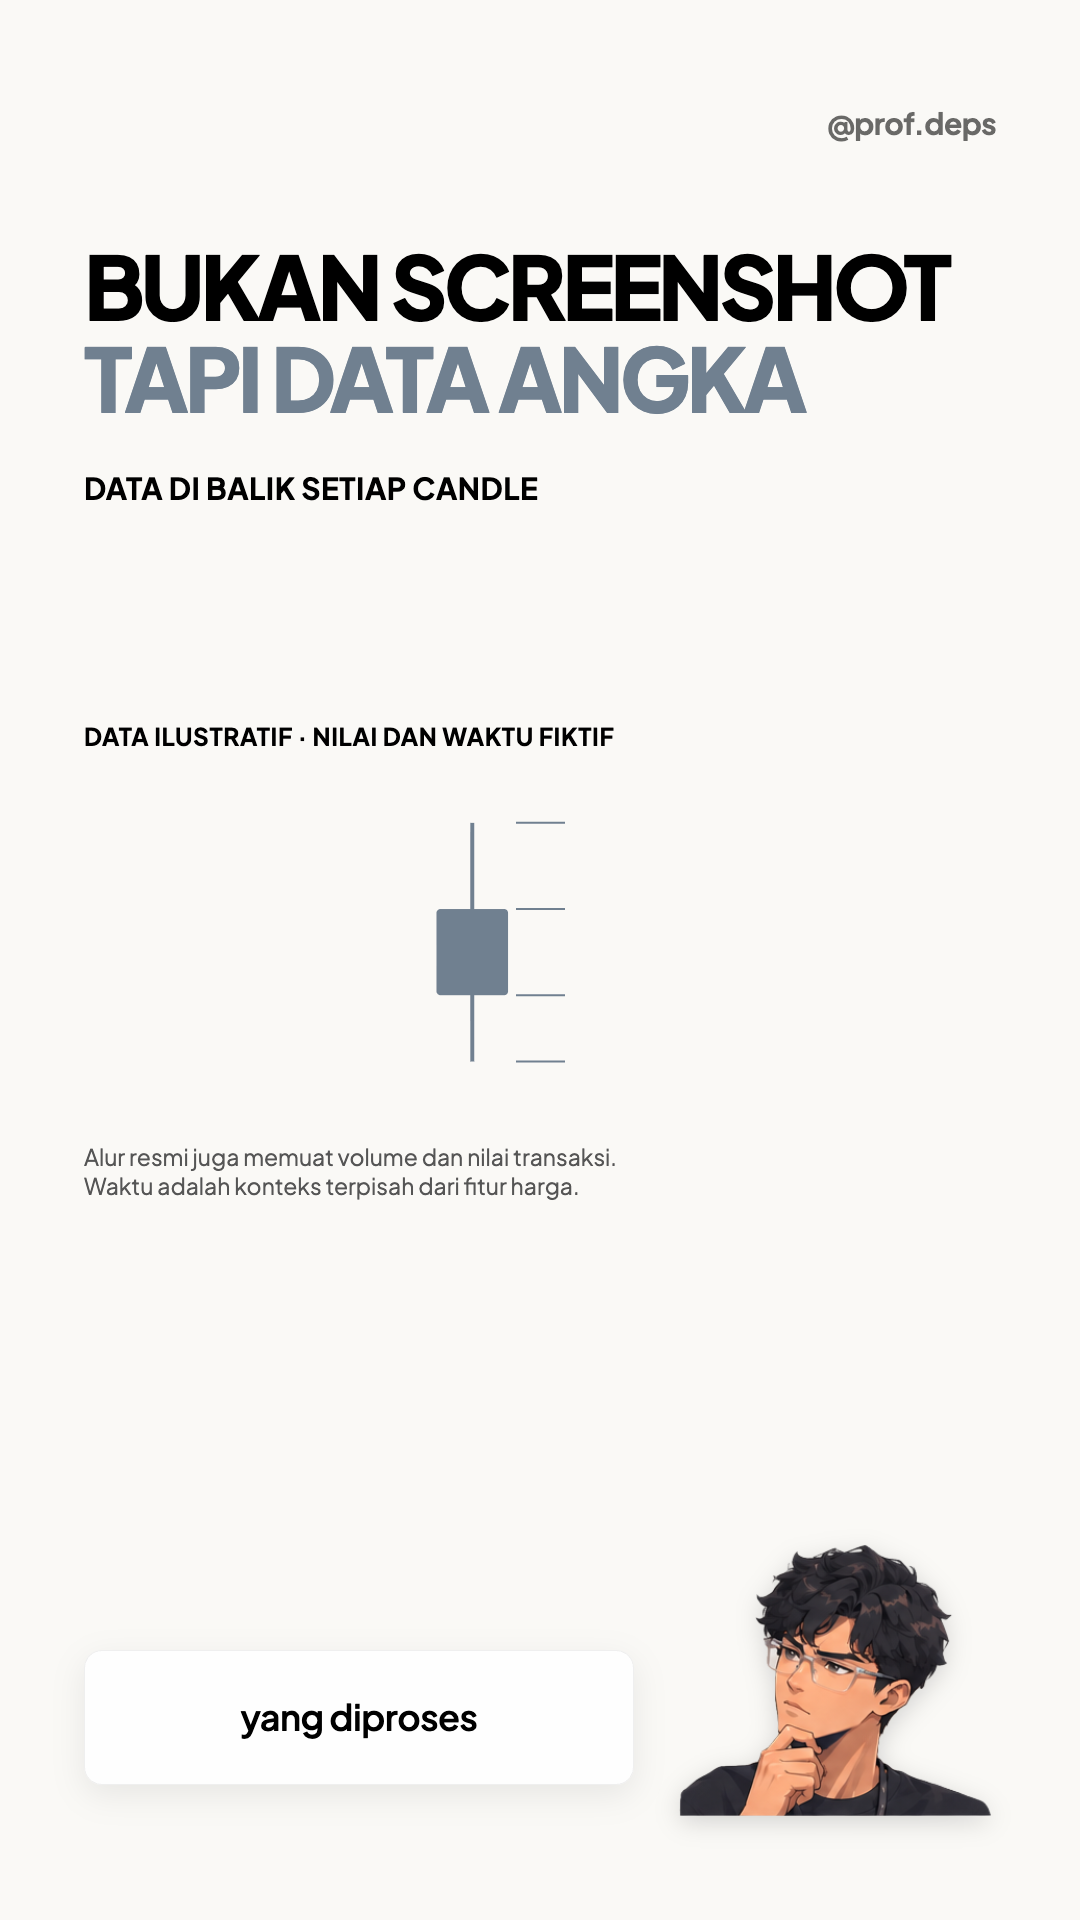 @prof.deps
BUKAN SCREENSHOT
TAPI DATA ANGKA
DATA DI BALIK SETIAP CANDLE
DATA ILUSTRATIF · NILAI DAN WAKTU FIKTIF
Alur resmi juga memuat volume dan nilai transaksi.
Waktu adalah konteks terpisah dari fitur harga.
yang diproses